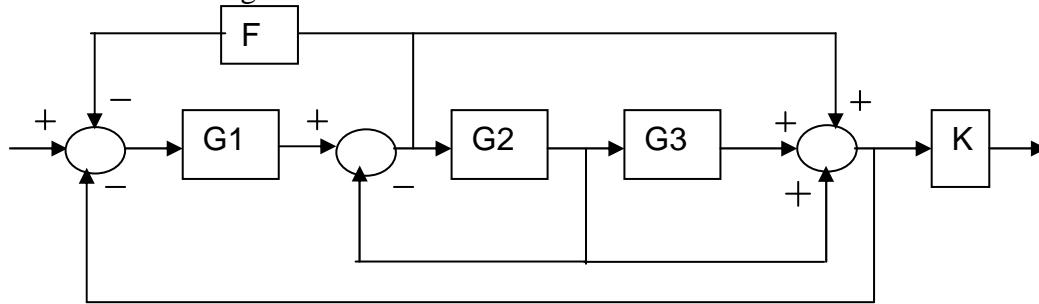 F
+ − + G1 + G2 G3 + + K
− − +